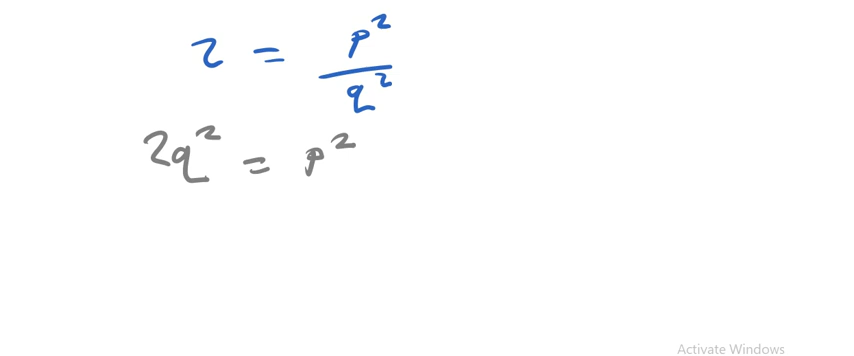 2 = p²/q²
2q² = p²
Activate Windows